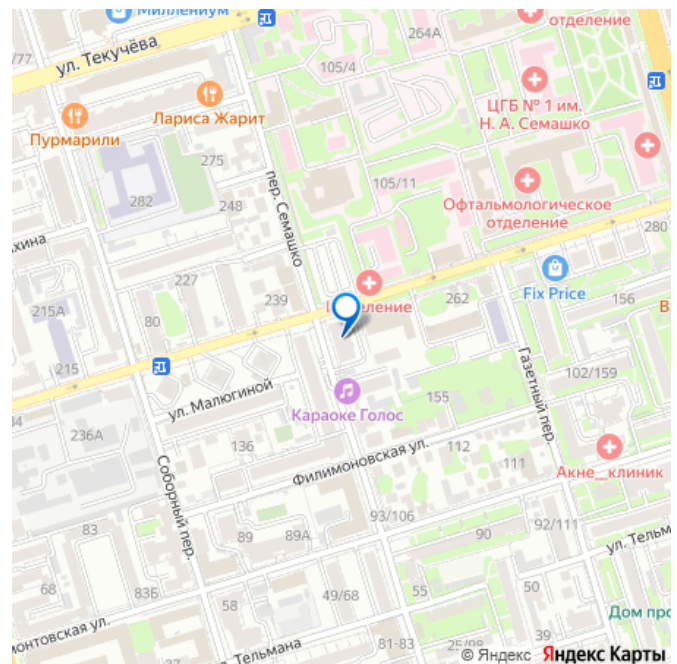 Миллениум
отделение
264А
/77
ул. Текучёва
105/4
ЦГБ № 1 им.
Н. А. Семашко
Лариса Жарит
Пурмарили
275
пер. Семашко
105/11
282
248
Офтальмологическое
отделение
280
227
239
262
Fix Price
156
215А
80
215
ул. Малюгиной
Караоке Голос
155
Газетный пер.
102/159
236А
136
Филимоновская ул.
112
111
Акне_клиник
Соборный пер.
93/106
83
89
89А
90
92/111
ул. Тельм
68
83Б
58
49/68
55
50
Дом про
монтовская ул.
Тельмана
81-83
25/98
39
© Яндекс Яндекс Карты